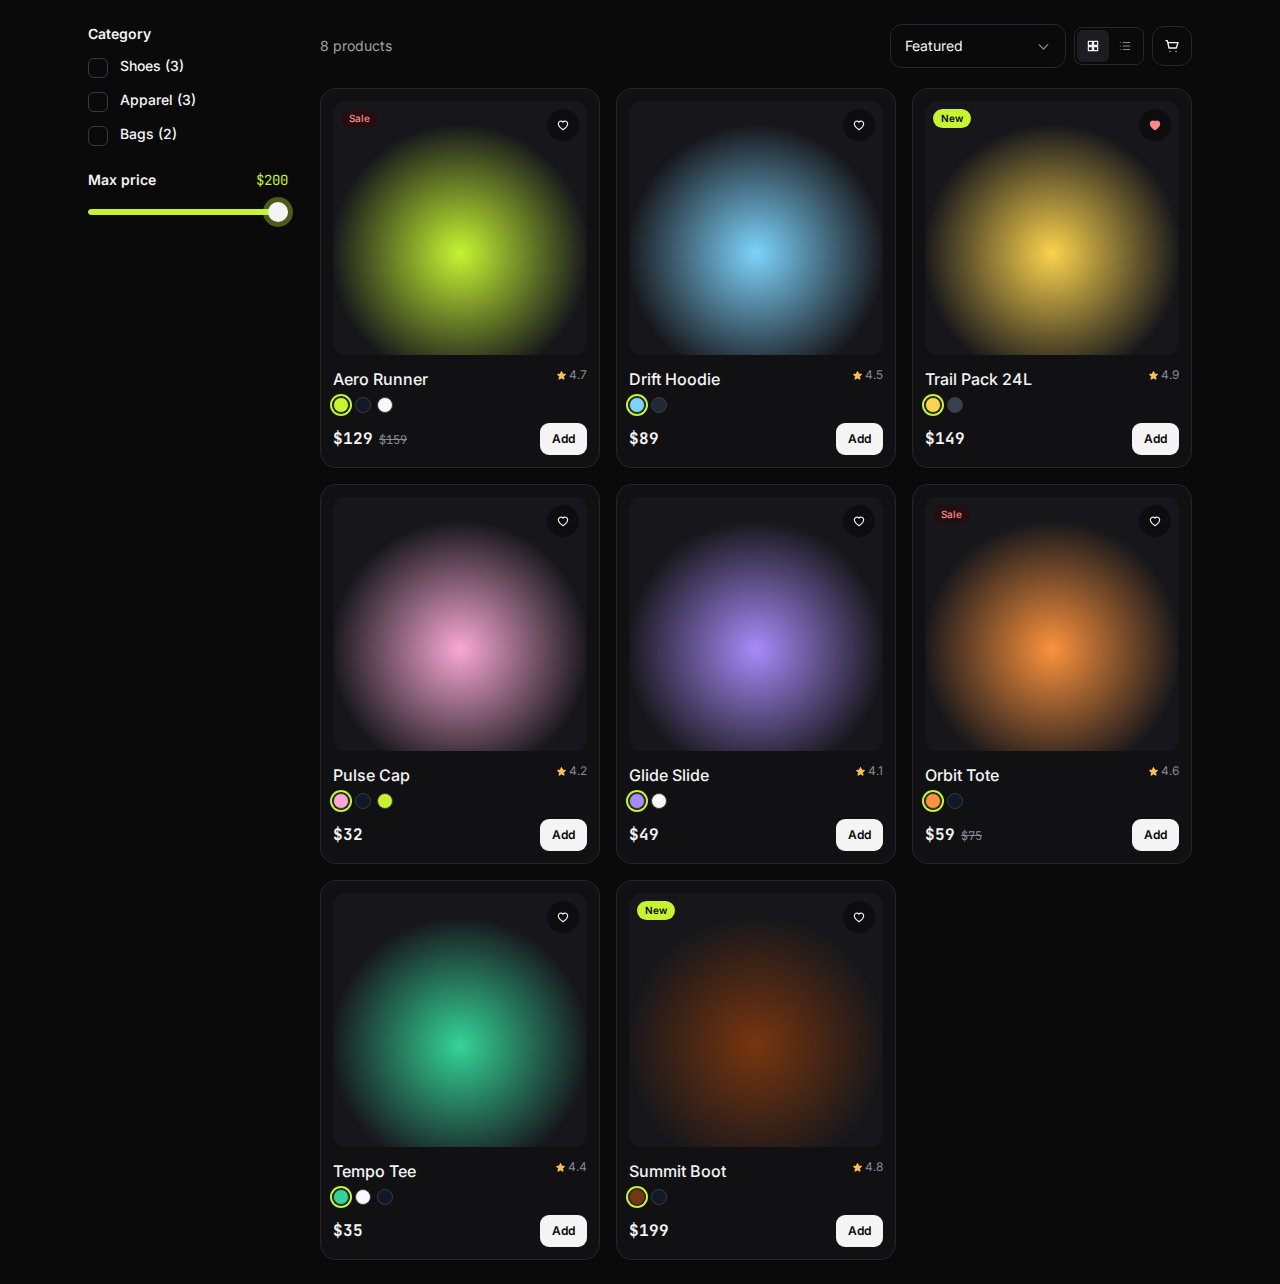 Category
Shoes (3)
Apparel (3)
Bags (2)
Max price $200
8 products
Featured
Sale
Aero Runner 4.7
$129 $159 Add
Drift Hoodie 4.5
$89 Add
New
Trail Pack 24L 4.9
$149 Add
Pulse Cap 4.2
$32 Add
Glide Slide 4.1
$49 Add
Sale
Orbit Tote 4.6
$59 $75 Add
Tempo Tee 4.4
$35 Add
New
Summit Boot 4.8
$199 Add